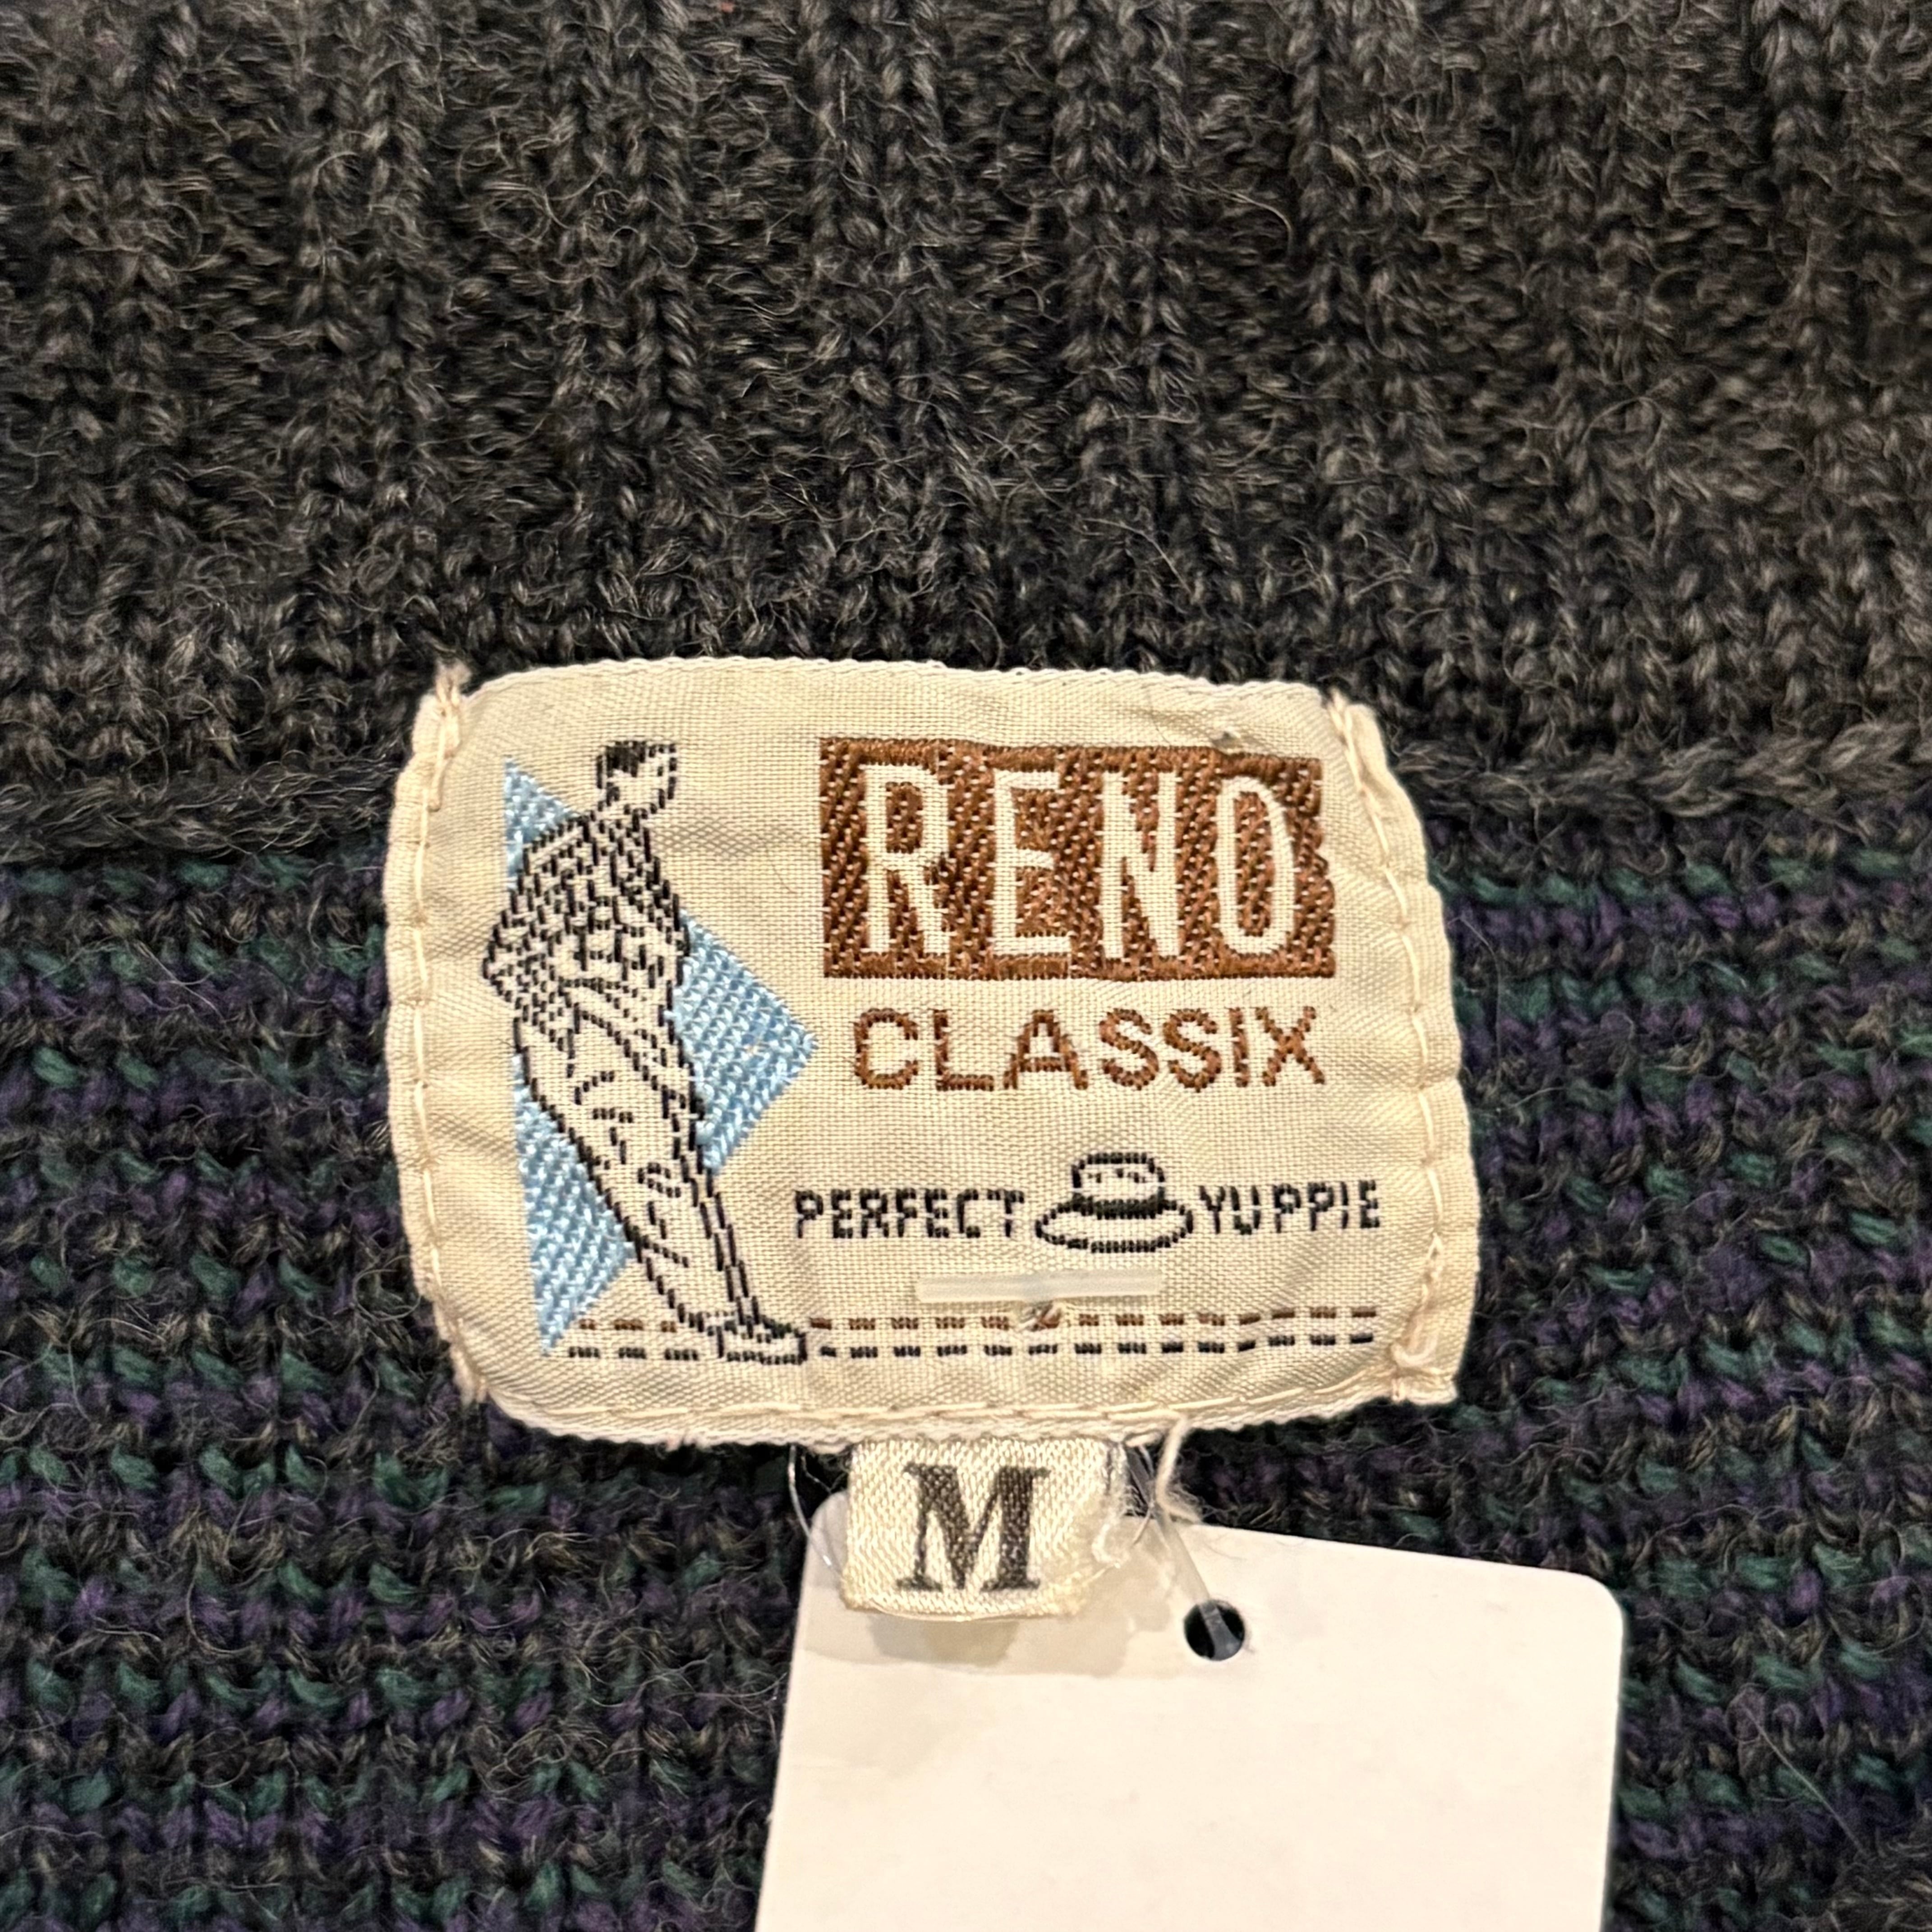 RENO
CLASSIX
PERFECT YUPPIE
M